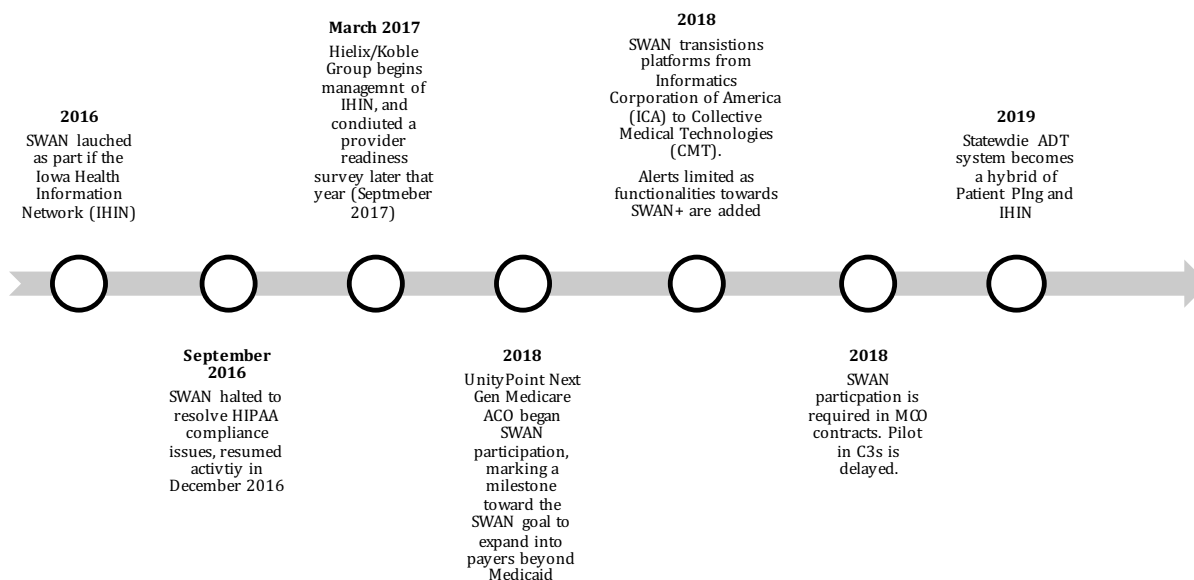 2016
SWAN lauched
as part if the
Iowa Health
Information
Network (IHIN)
September
2016
SWAN halted to
resolve HIPAA
compliance
issues, resumed
activtiy in
December 2016
March 2017
Hielix/Koble
Group begins
managemnt of
IHIN, and
condiuted a
provider
readiness
survey later that
year (Septmeber
2017)
2018
UnityPoint Next
Gen Medicare
ACO began
SWAN
participation,
marking a
milestone
toward the
SWAN goal to
expand into
payers beyond
Medicaid
2018
SWAN transistions
platforms from
Informatics
Corporation of America
(ICA) to Collective
Medical Technologies
(CMT).
Alerts limited as
functionalities towards
SWAN+ are added
2018
SWAN
particpation is
required in MCO
contracts. Pilot
in C3s is
delayed.
2019
Statewdie ADT
system becomes
a hybrid of
Patient PIng and
IHIN